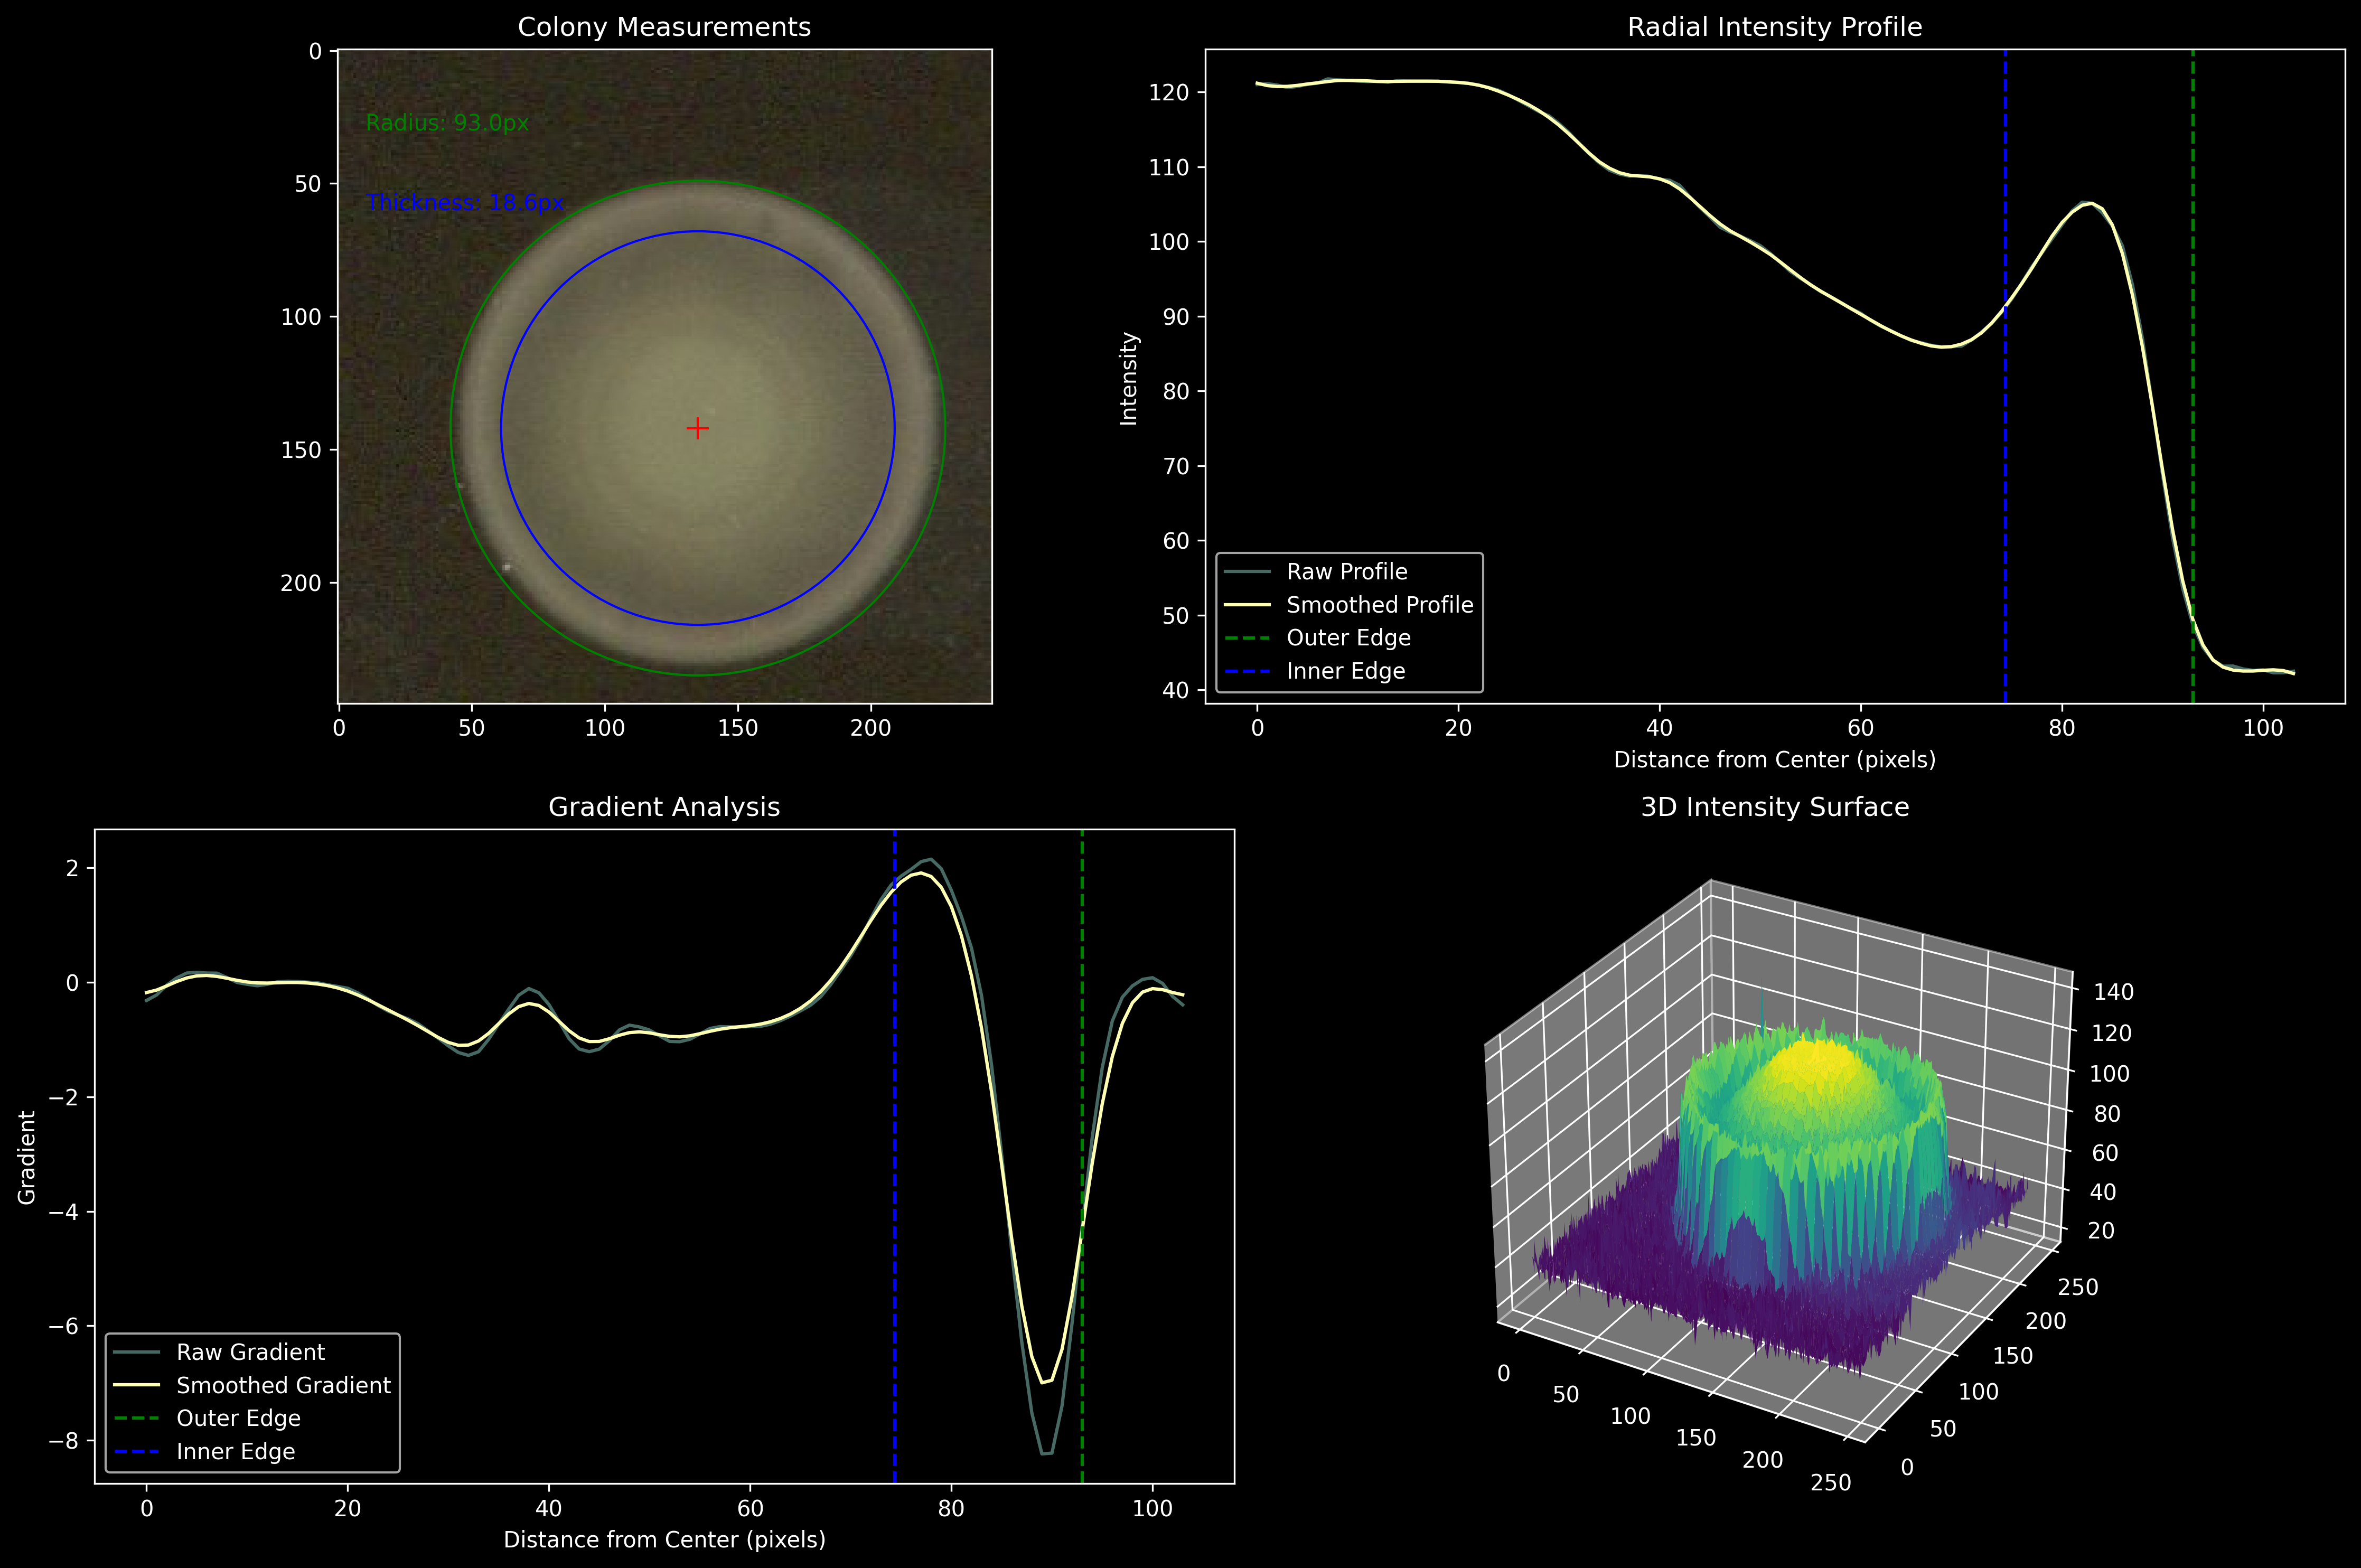 Colony Measurements
0
50
100
150
200
Radius: 93.0px
Thickness: 18.6px
0 50 100 150 200
Radial Intensity Profile
Intensity
120
110
100
90
80
70
60
50
40
Raw Profile
Smoothed Profile
Outer Edge
Inner Edge
0 20 40 60 80 100
Distance from Center (pixels)
Gradient Analysis
Gradient
2
0
−2
−4
−6
−8
Raw Gradient
Smoothed Gradient
Outer Edge
Inner Edge
0 20 40 60 80 100
Distance from Center (pixels)
3D Intensity Surface
140
120
100
80
60
40
20
0
50
100
150
200
250
250
200
150
100
50
0